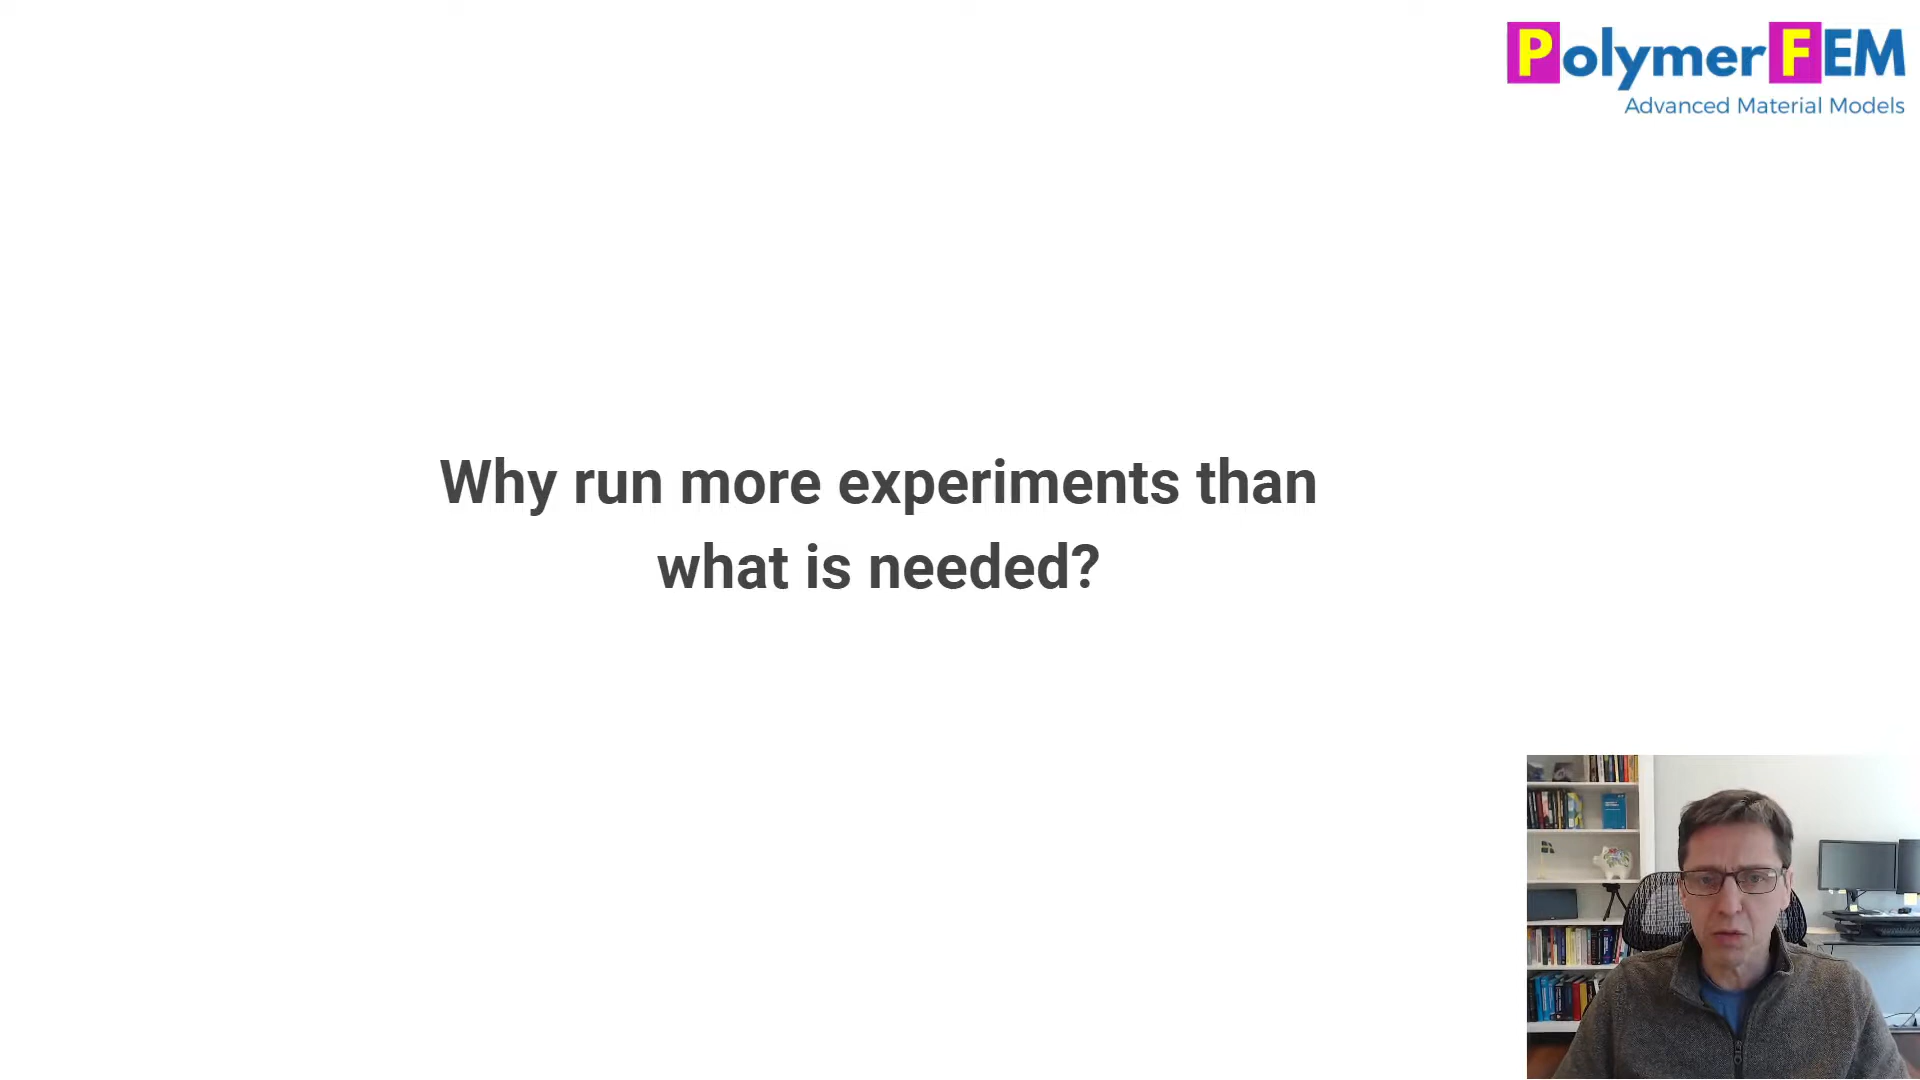 PolymerFEM
Advanced Material Models
Why run more experiments than
what is needed?